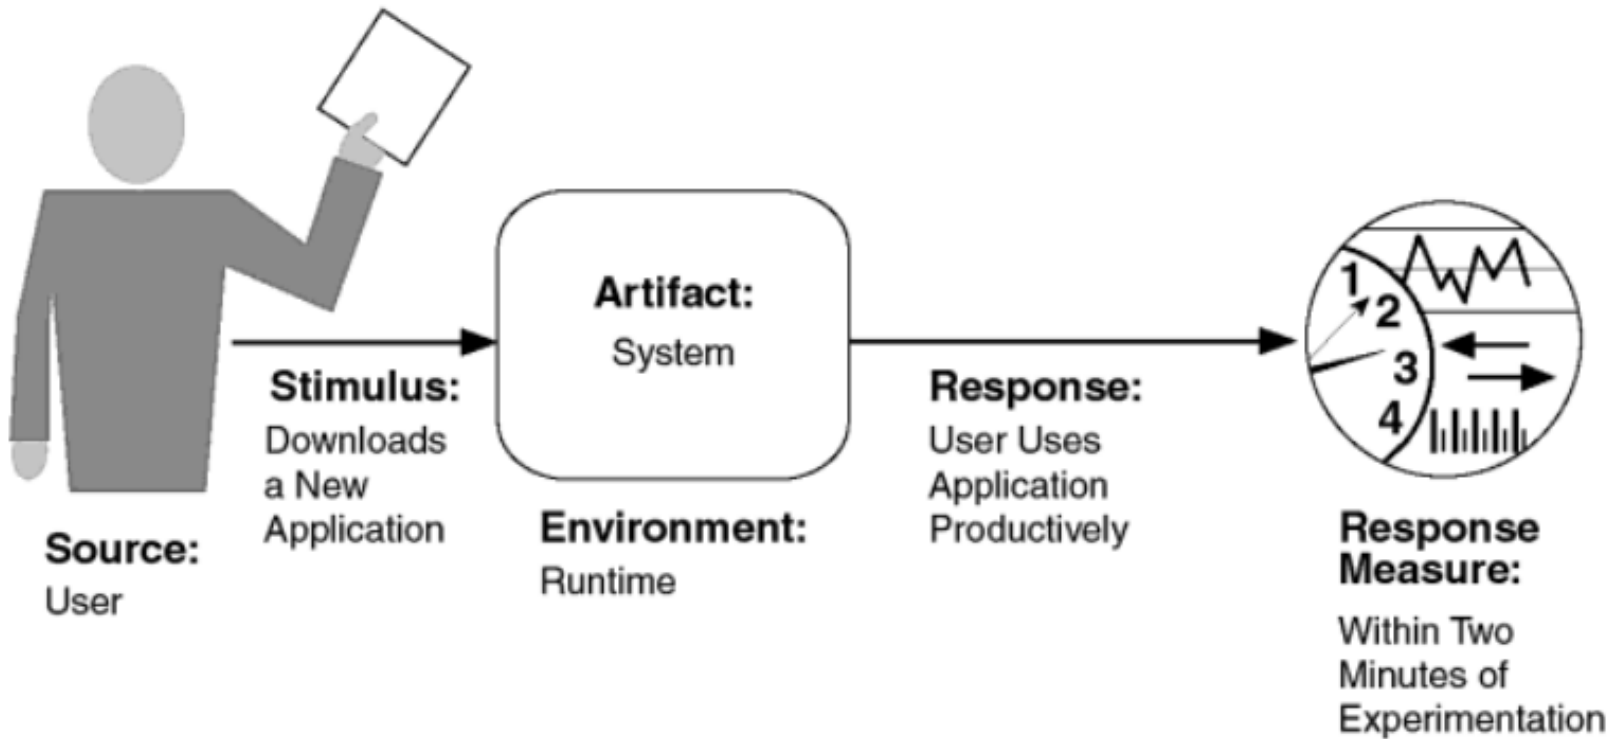 Source:
User
Stimulus:
Downloads
a New
Application
Artifact:
System
Environment:
Runtime
Response:
User Uses
Application
Productively
1
2
3
4
Response
Measure:
Within Two
Minutes of
Experimentation